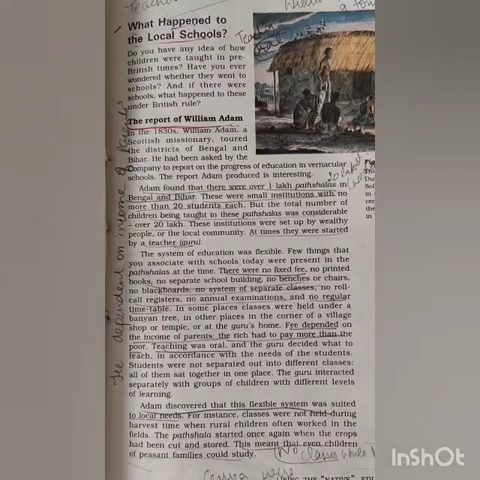 What Happened to
the Local Schools?
Do you have any idea of how
children were taught in pre-
British times? Have you ever
wondered whether they went to
schools? And if there were
schools, what happened to these
under British rule?
The report of William Adam
In the 1830s, William Adam, a
Scottish missionary, toured
the districts of Bengal and
Bihar. He had been asked by the
Company to report on the progress of education in vernacular
schools. The report Adam produced is interesting.
Adam found that there were over 1 lakh pathshalas in
Bengal and Bihar. These were small institutions with no
more than 20 students each. But the total number of
children being taught in these pathshalas was considerable
– over 20 lakh. These institutions were set up by wealthy
people, or the local community. At times they were started
by a teacher (guru).
The system of education was flexible. Few things that
you associate with schools today were present in the
pathshalas at the time. There were no fixed fee, no printed
books, no separate school building, no benches or chairs,
no blackboards, no system of separate classes, no roll-
call registers, no annual examinations, and no regular
time-table. In some places classes were held under a
banyan tree, in other places in the corner of a village
shop or temple, or at the guru's home. Fee depended on
the income of parents: the rich had to pay more than the
poor. Teaching was oral, and the guru decided what to
teach, in accordance with the needs of the students.
Students were not separated out into different classes:
all of them sat together in one place. The guru interacted
separately with groups of children with different levels
of learning.
Adam discovered that this flexible system was suited
to local needs. For instance, classes were not held during
harvest time when rural children often worked in the
fields. The pathshala started once again when the crops
had been cut and stored. This meant that even children
of peasant families could study.
Fee dependent on income of parents
20 lakh
No classes while
InShOt